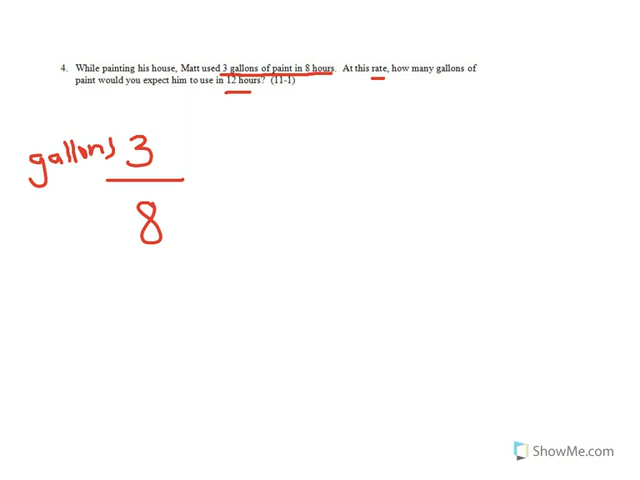 4. While painting his house, Matt used 3 gallons of paint in 8 hours. At this rate, how many gallons of
paint would you expect him to use in 12 hours? (11-1)
gallons 3
8
ShowMe.com